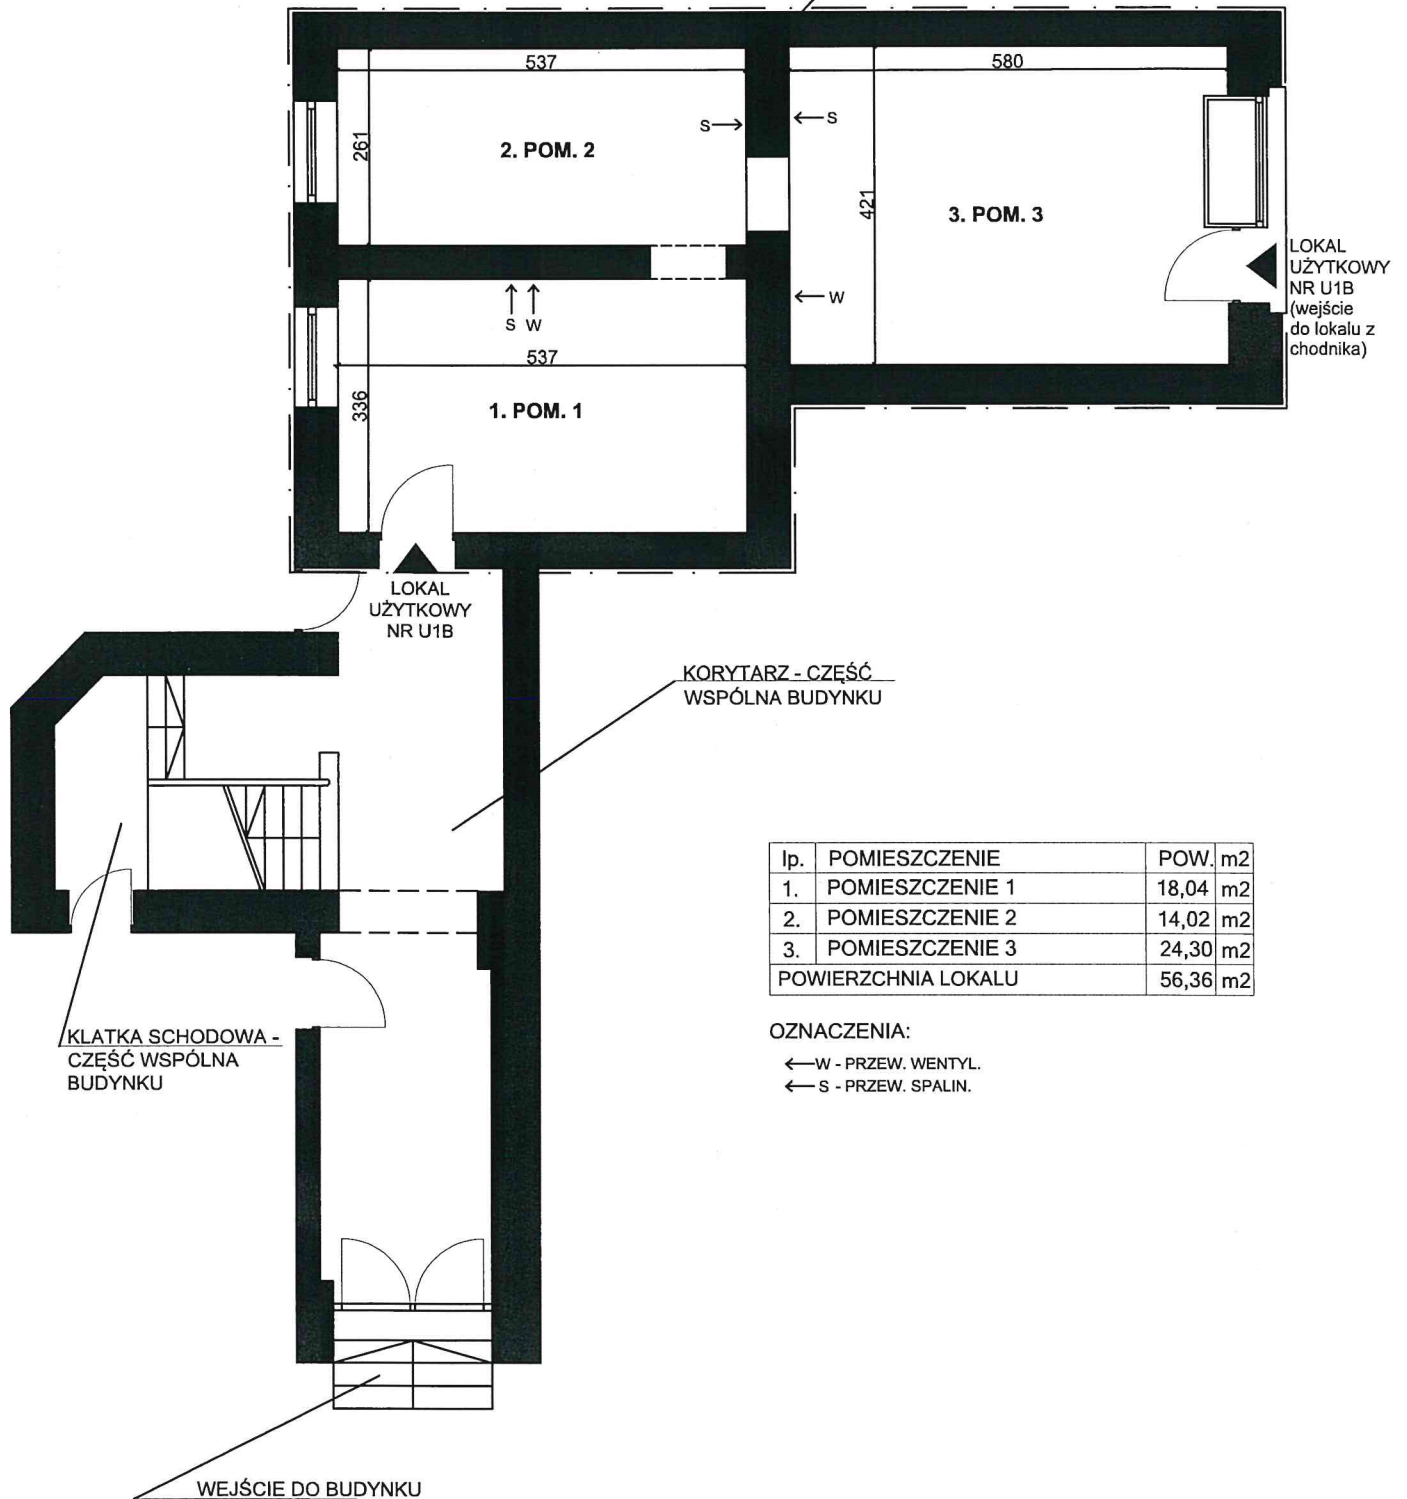 537
580
261
S
S
2. POM. 2
421
3. POM. 3
LOKAL
UŻYTKOWY
NR U1B
(wejście
do lokalu z
chodnika)
W
S W
537
336
1. POM. 1
LOKAL
UŻYTKOWY
NR U1B
KORYTARZ - CZĘŚĆ
WSPÓLNA BUDYNKU
lp. POMIESZCZENIE POW. m2
1. POMIESZCZENIE 1 18,04 m2
2. POMIESZCZENIE 2 14,02 m2
3. POMIESZCZENIE 3 24,30 m2
POWIERZCHNIA LOKALU 56,36 m2
OZNACZENIA:
W - PRZEW. WENTYL.
S - PRZEW. SPALIN.
KLATKA SCHODOWA -
CZĘŚĆ WSPÓLNA
BUDYNKU
WEJŚCIE DO BUDYNKU